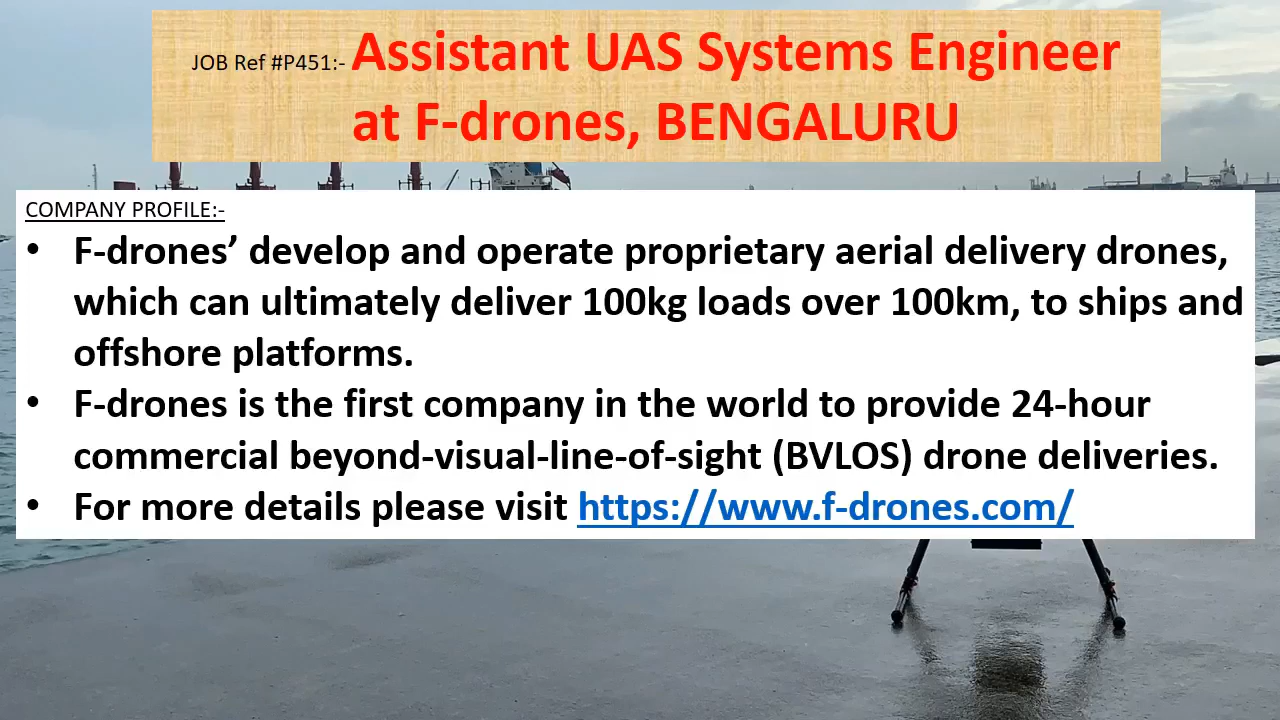 JOB Ref #P451:- Assistant UAS Systems Engineer
at F-drones, BENGALURU
COMPANY PROFILE:-
• F-drones’ develop and operate proprietary aerial delivery drones,
which can ultimately deliver 100kg loads over 100km, to ships and
offshore platforms.
• F-drones is the first company in the world to provide 24-hour
commercial beyond-visual-line-of-sight (BVLOS) drone deliveries.
• For more details please visit https://www.f-drones.com/